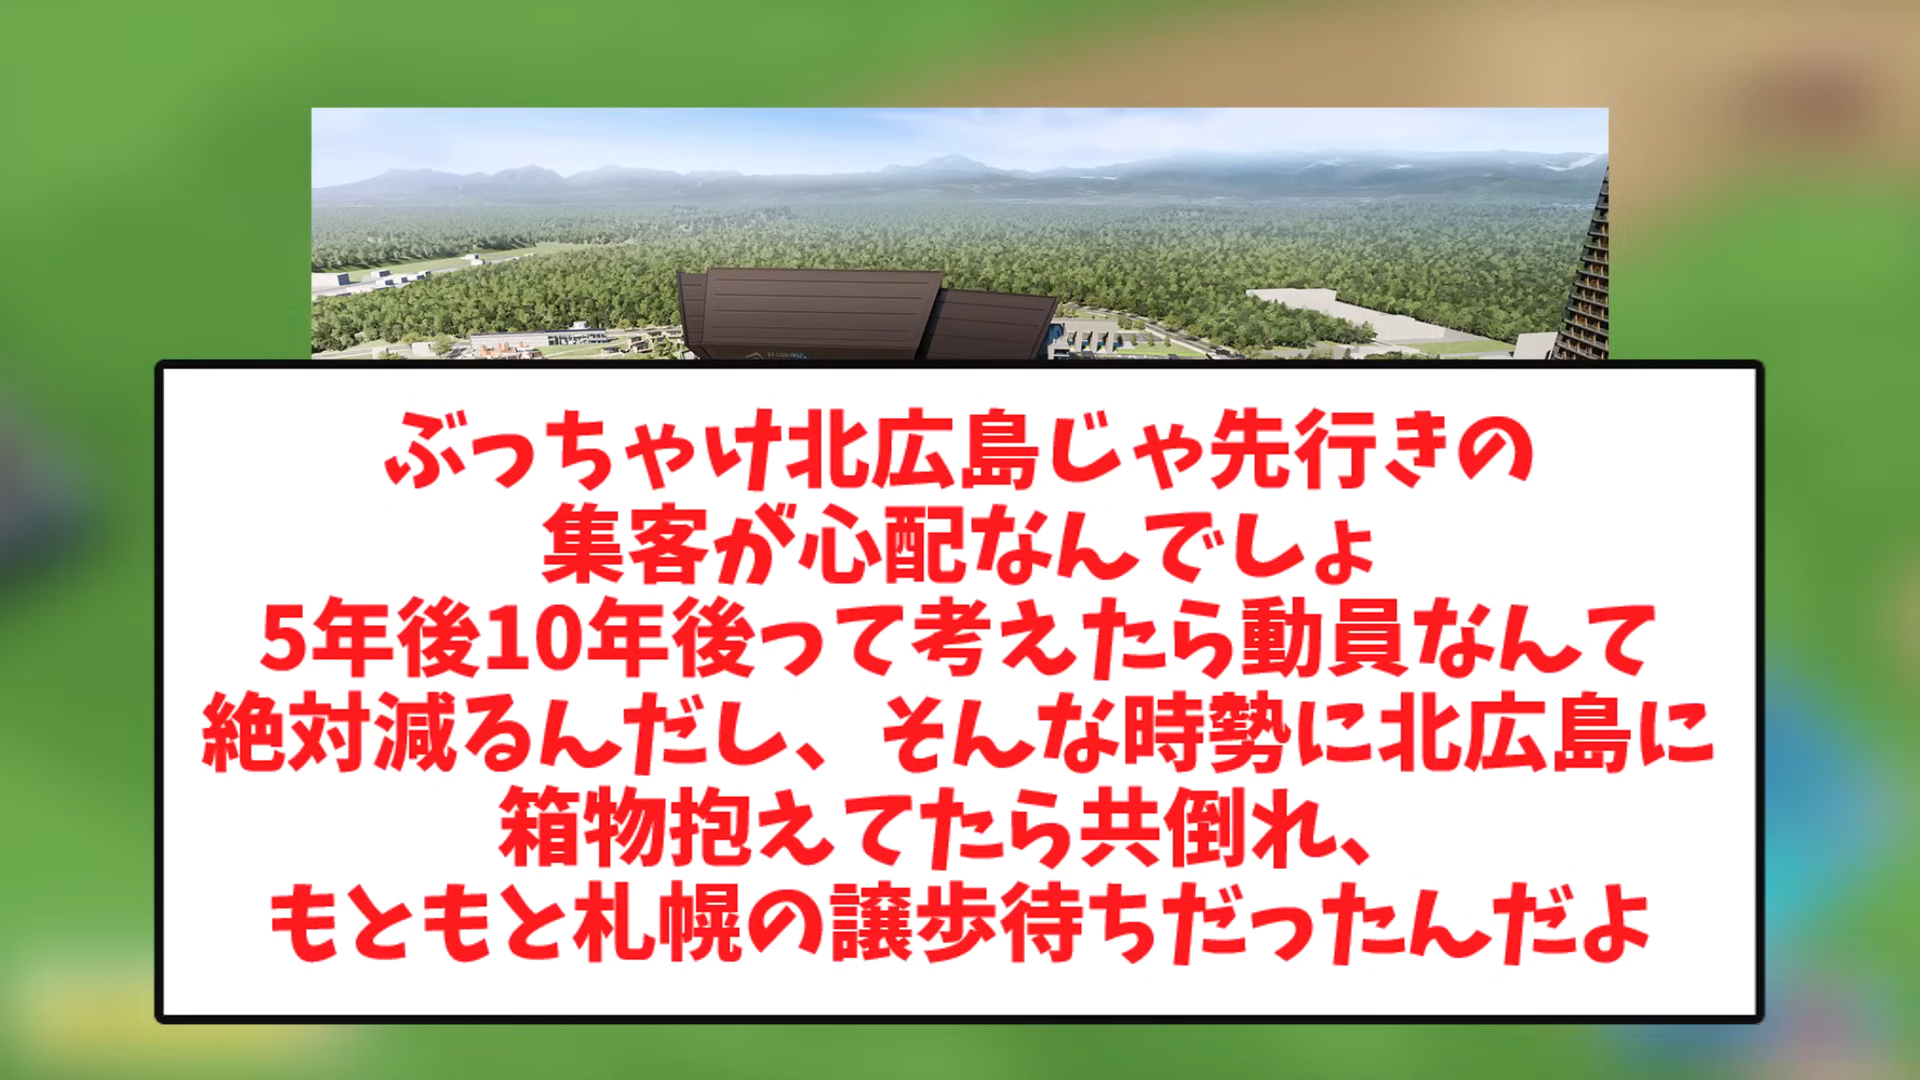 ぶっちゃけ北広島じゃ先行きの
集客が心配なんでしょ
5年後10年後って考えたら動員なんて
絶対減るんだし、そんな時勢に北広島に
箱物抱えてたら共倒れ、
もともと札幌の譲歩待ちだったんだよ